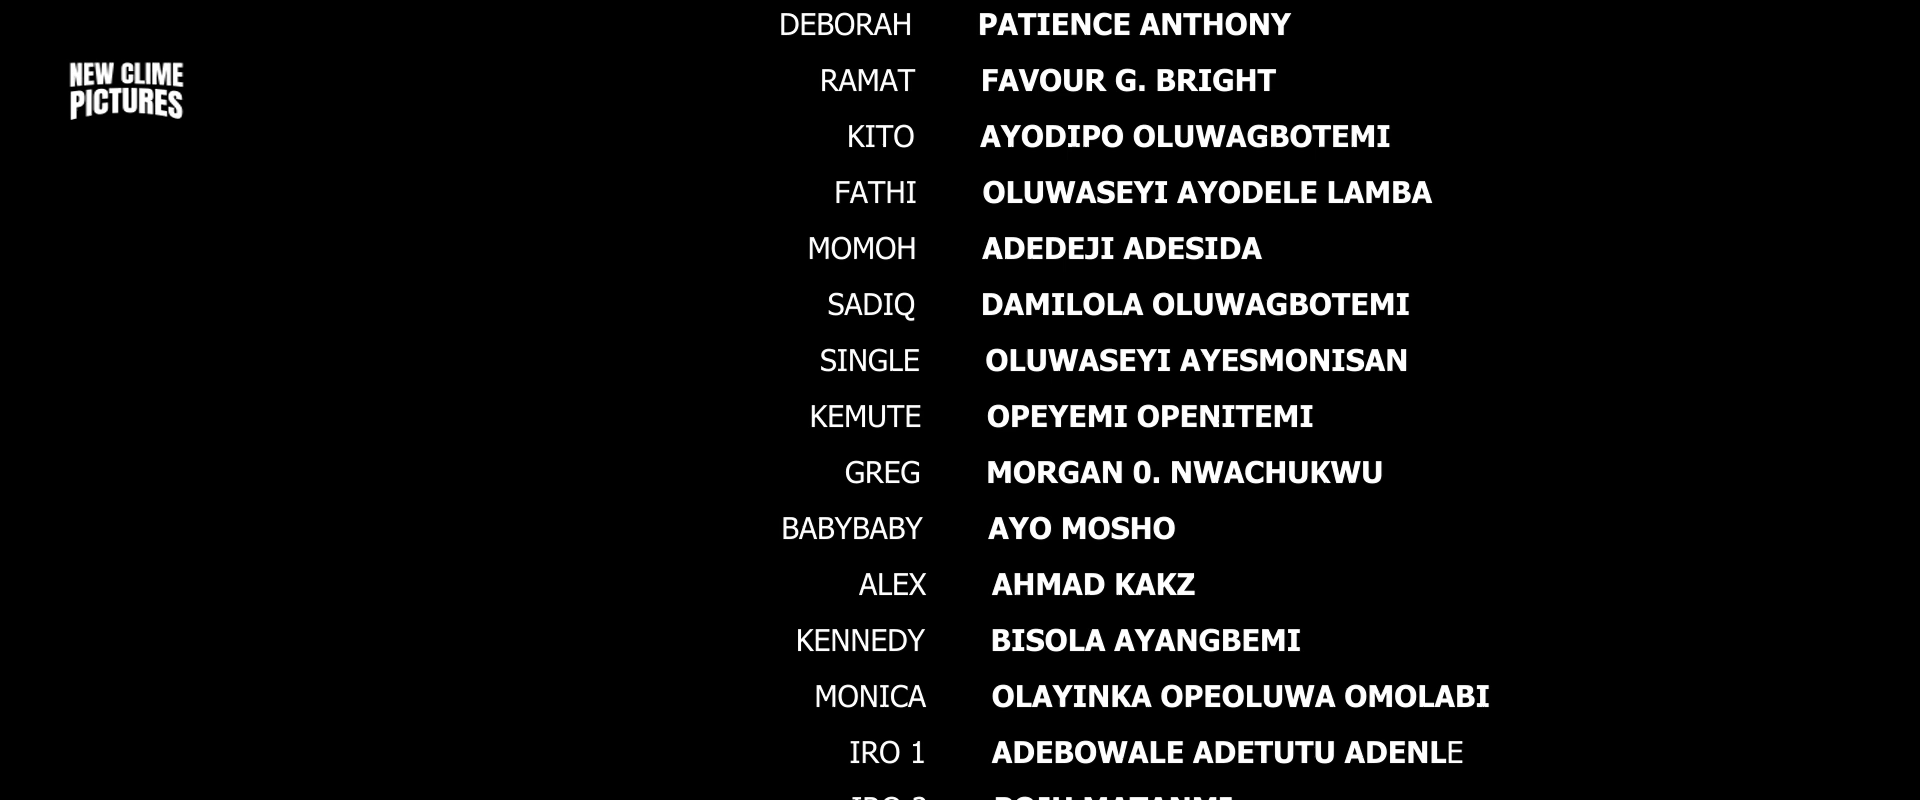 DEBORAH PATIENCE ANTHONY
NEW CLIME
PICTURES
RAMAT FAVOUR G. BRIGHT
KITO AYODIPO OLUWAGBOTEMI
FATHI OLUWASEYI AYODELE LAMBA
MOMOH ADEDEJI ADESIDA
SADIQ DAMILOLA OLUWAGBOTEMI
SINGLE OLUWASEYI AYESMONISAN
KEMUTE OPEYEMI OPENITEMI
GREG MORGAN 0. NWACHUKWU
BABYBABY AYO MOSHO
ALEX AHMAD KAKZ
KENNEDY BISOLA AYANGBEMI
MONICA OLAYINKA OPEOLUWA OMOLABI
IRO 1 ADEBOWALE ADETUTU ADENLE